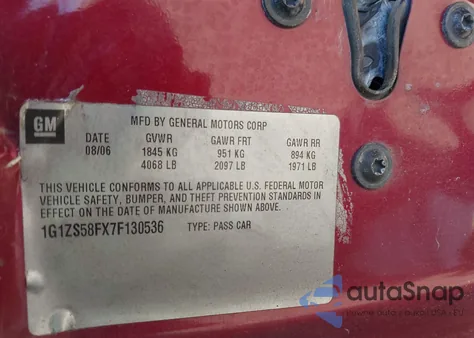 GM
MFD BY GENERAL MOTORS CORP
DATE GVWR GAWR FRT GAWR RR
08/06 1845 KG 951 KG 894 KG
4068 LB 2097 LB 1971 LB
THIS VEHICLE CONFORMS TO ALL APPLICABLE U.S. FEDERAL MOTOR
VEHICLE SAFETY, BUMPER, AND THEFT PREVENTION STANDARDS IN
EFFECT ON THE DATE OF MANUFACTURE SHOWN ABOVE.
1G1ZS58FX7F130536 TYPE: PASS CAR
autoSnap